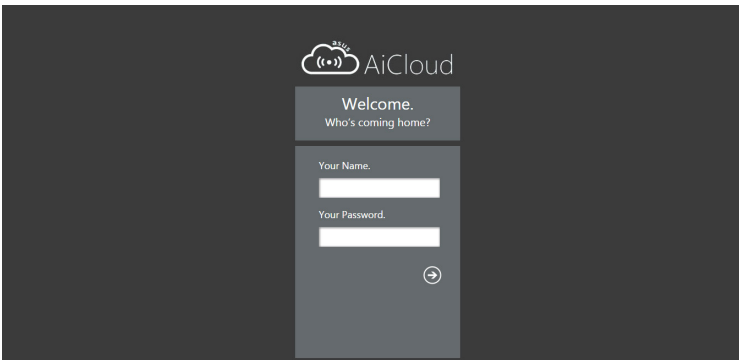 asus
AiCloud
Welcome.
Who's coming home?
Your Name.
Your Password.